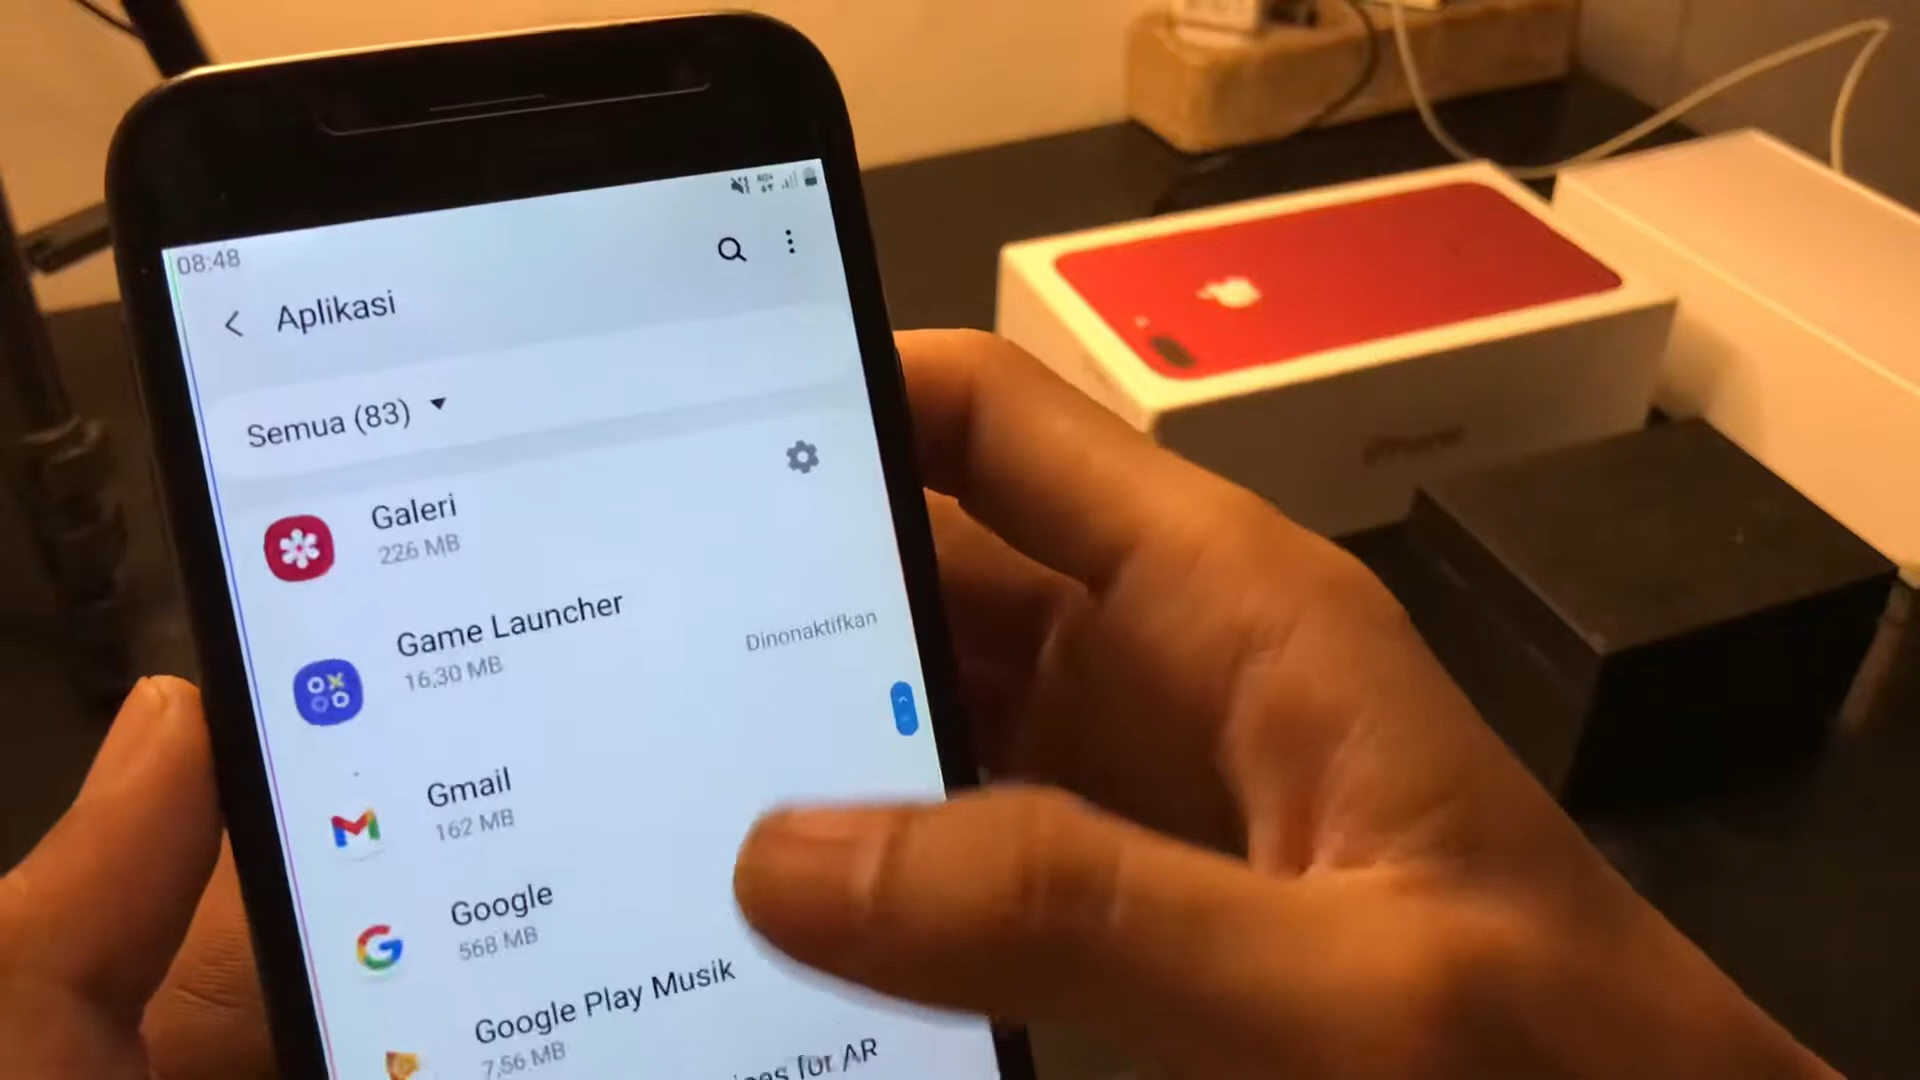 08:48
Aplikasi
Semua (83)
Galeri
226 MB
Game Launcher
16,30 MB
Dinonaktifkan
Gmail
162 MB
Google
568 MB
Google Play Musik
7,56 MB
for AR
iPhone